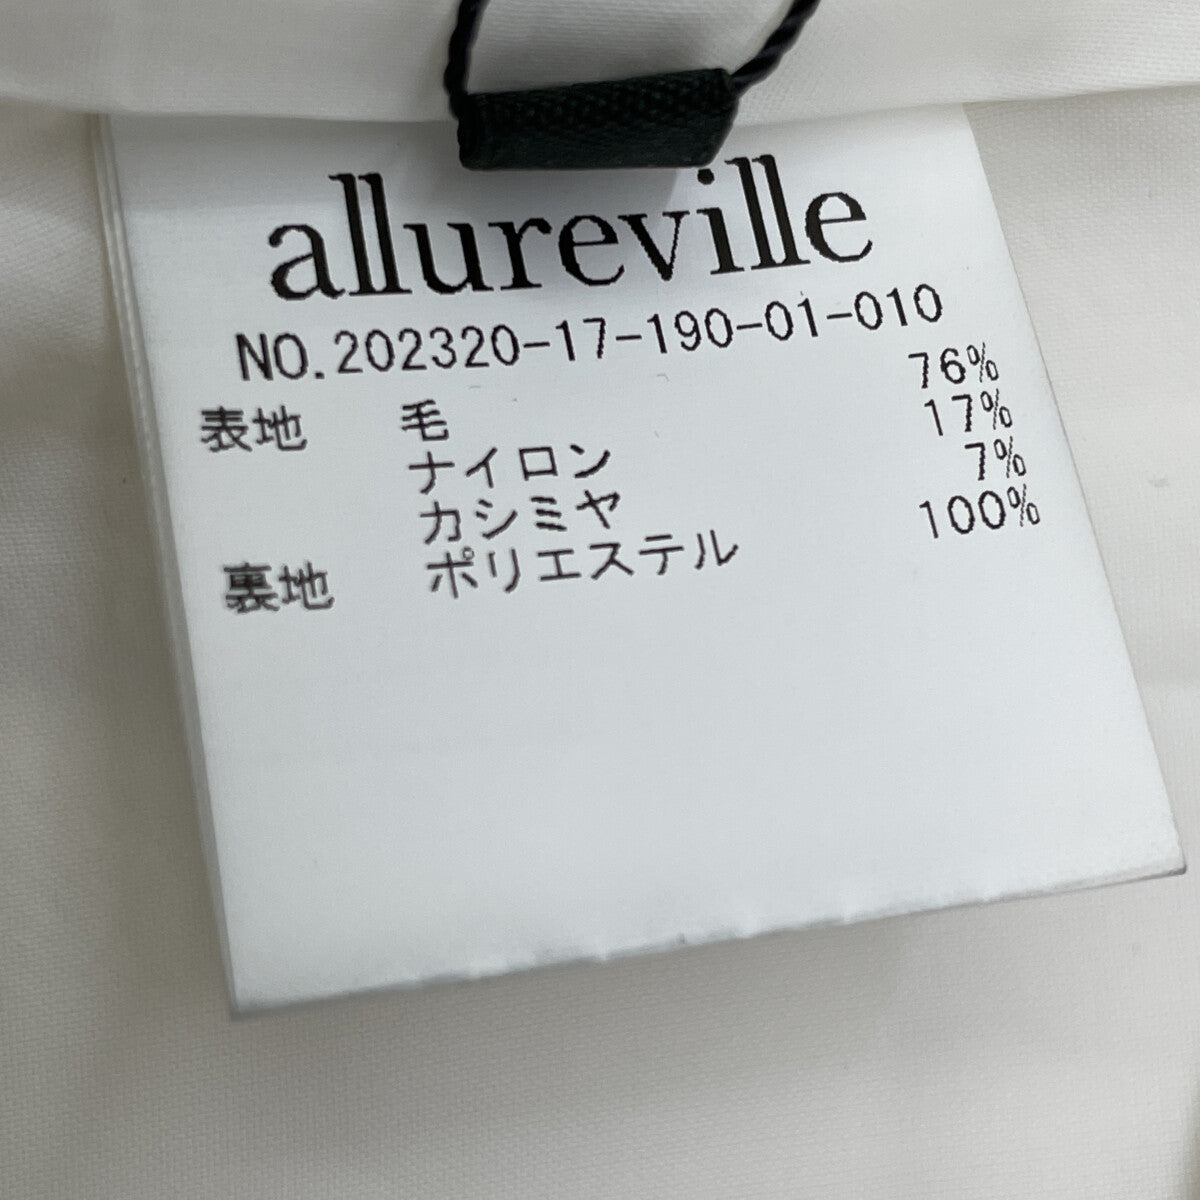 allureville
NO.202320-17-190-01-010
表地 毛 76%
ナイロン 17%
カシミヤ 7%
裏地 ポリエステル 100%